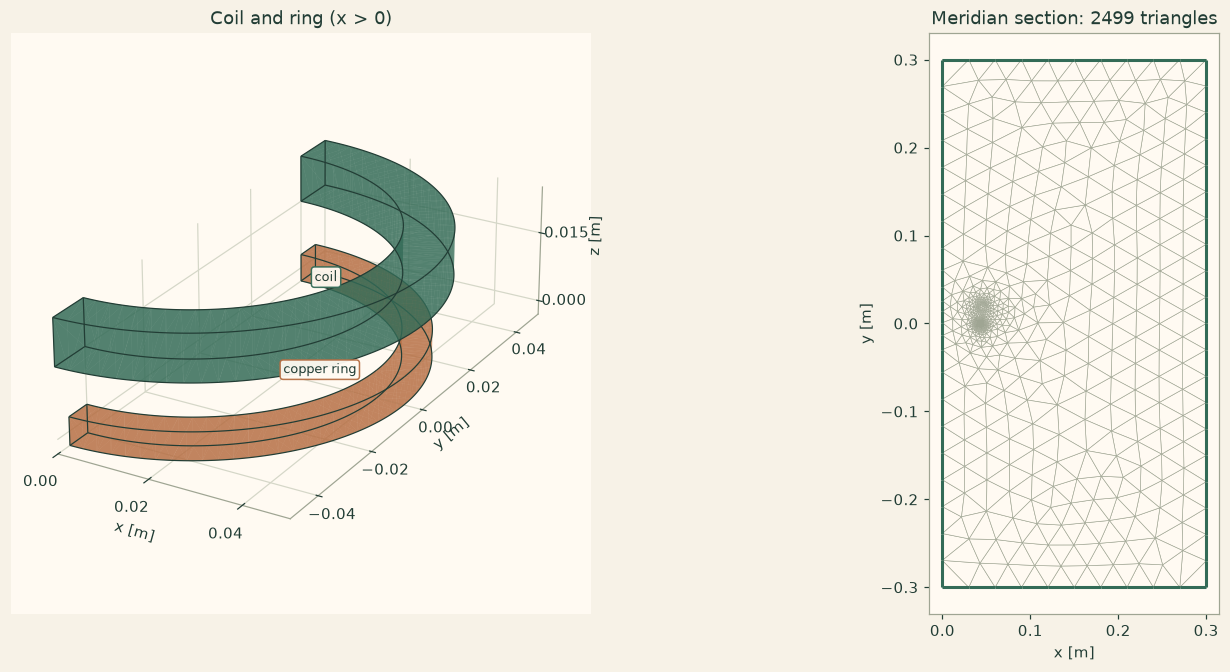 Coil and ring (x > 0)
coil
copper ring
0.015
0.000
z [m]
0.04
0.02
0.00
−0.02
−0.04
y [m]
0.00
0.02
0.04
x [m]
Meridian section: 2499 triangles
0.3
0.2
0.1
0.0
−0.1
−0.2
−0.3
y [m]
0.0
0.1
0.2
0.3
x [m]